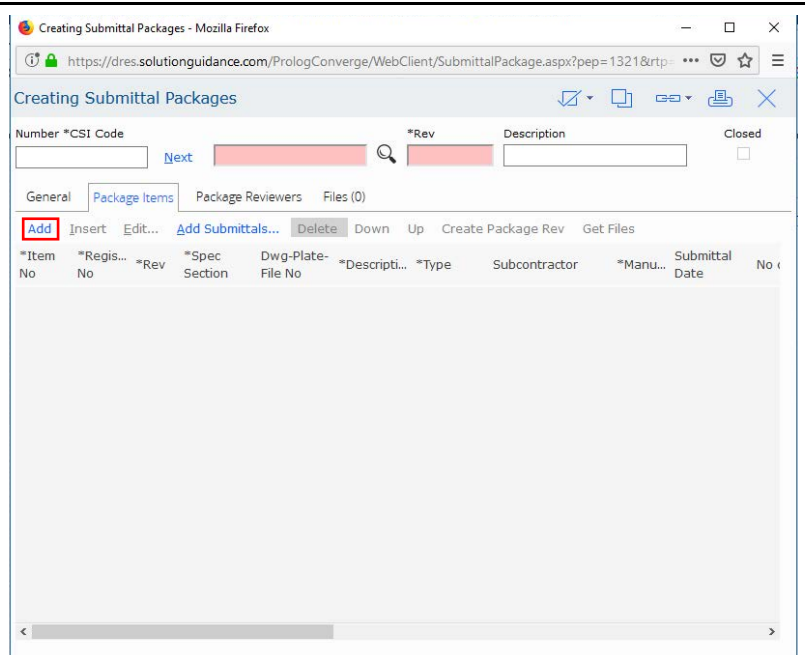 Creating Submittal Packages - Mozilla Firefox
https://dres.solutionguidance.com/PrologConverge/WebClient/SubmittalPackage.aspx?pep=1321&rtp=
Creating Submittal Packages
Number *CSI Code *Rev Description Closed
Next
General Package Items Package Reviewers Files (0)
Add Insert Edit... Add Submittals... Delete Down Up Create Package Rev Get Files
*Item No *Regis... No *Rev *Spec Section Dwg-Plate-File No *Descripti... *Type Subcontractor *Manu... Submittal Date No